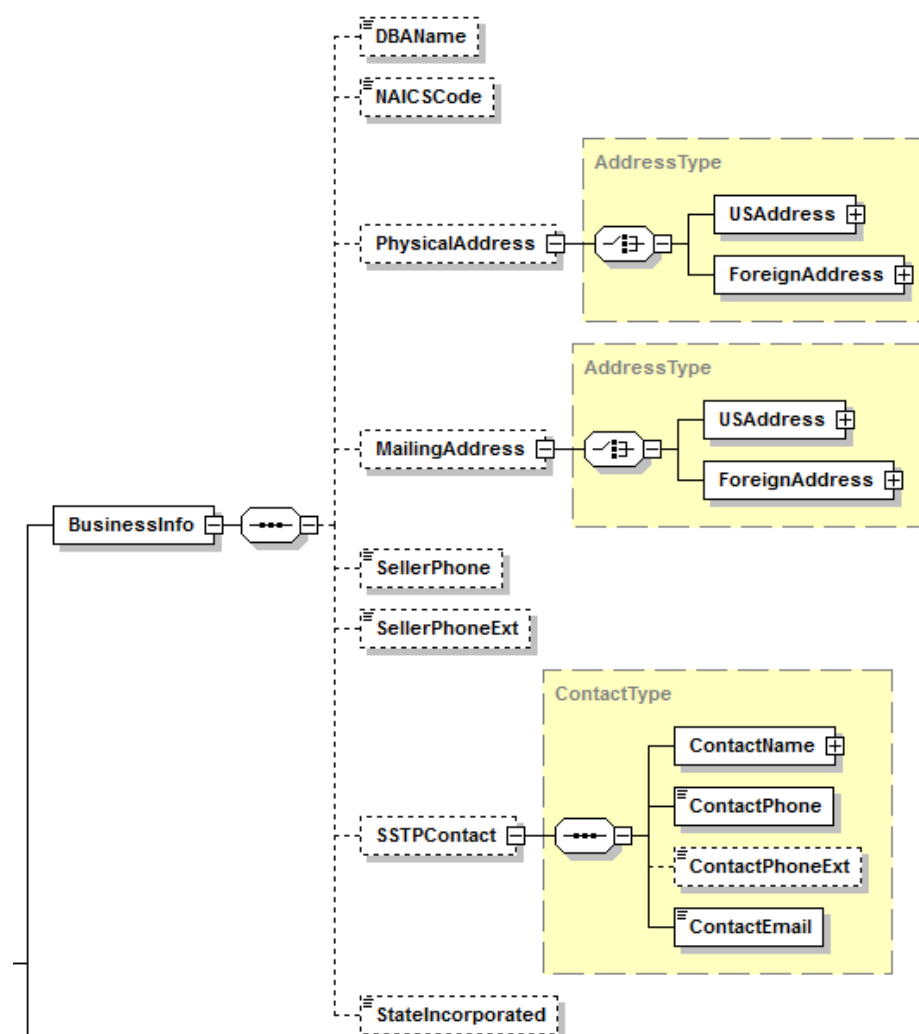 DBAName
NAICSCode
AddressType
USAddress
PhysicalAddress
ForeignAddress
AddressType
USAddress
MailingAddress
ForeignAddress
BusinessInfo
SellerPhone
SellerPhoneExt
ContactType
ContactName
ContactPhone
SSTPContact
ContactPhoneExt
ContactEmail
StateIncorporated